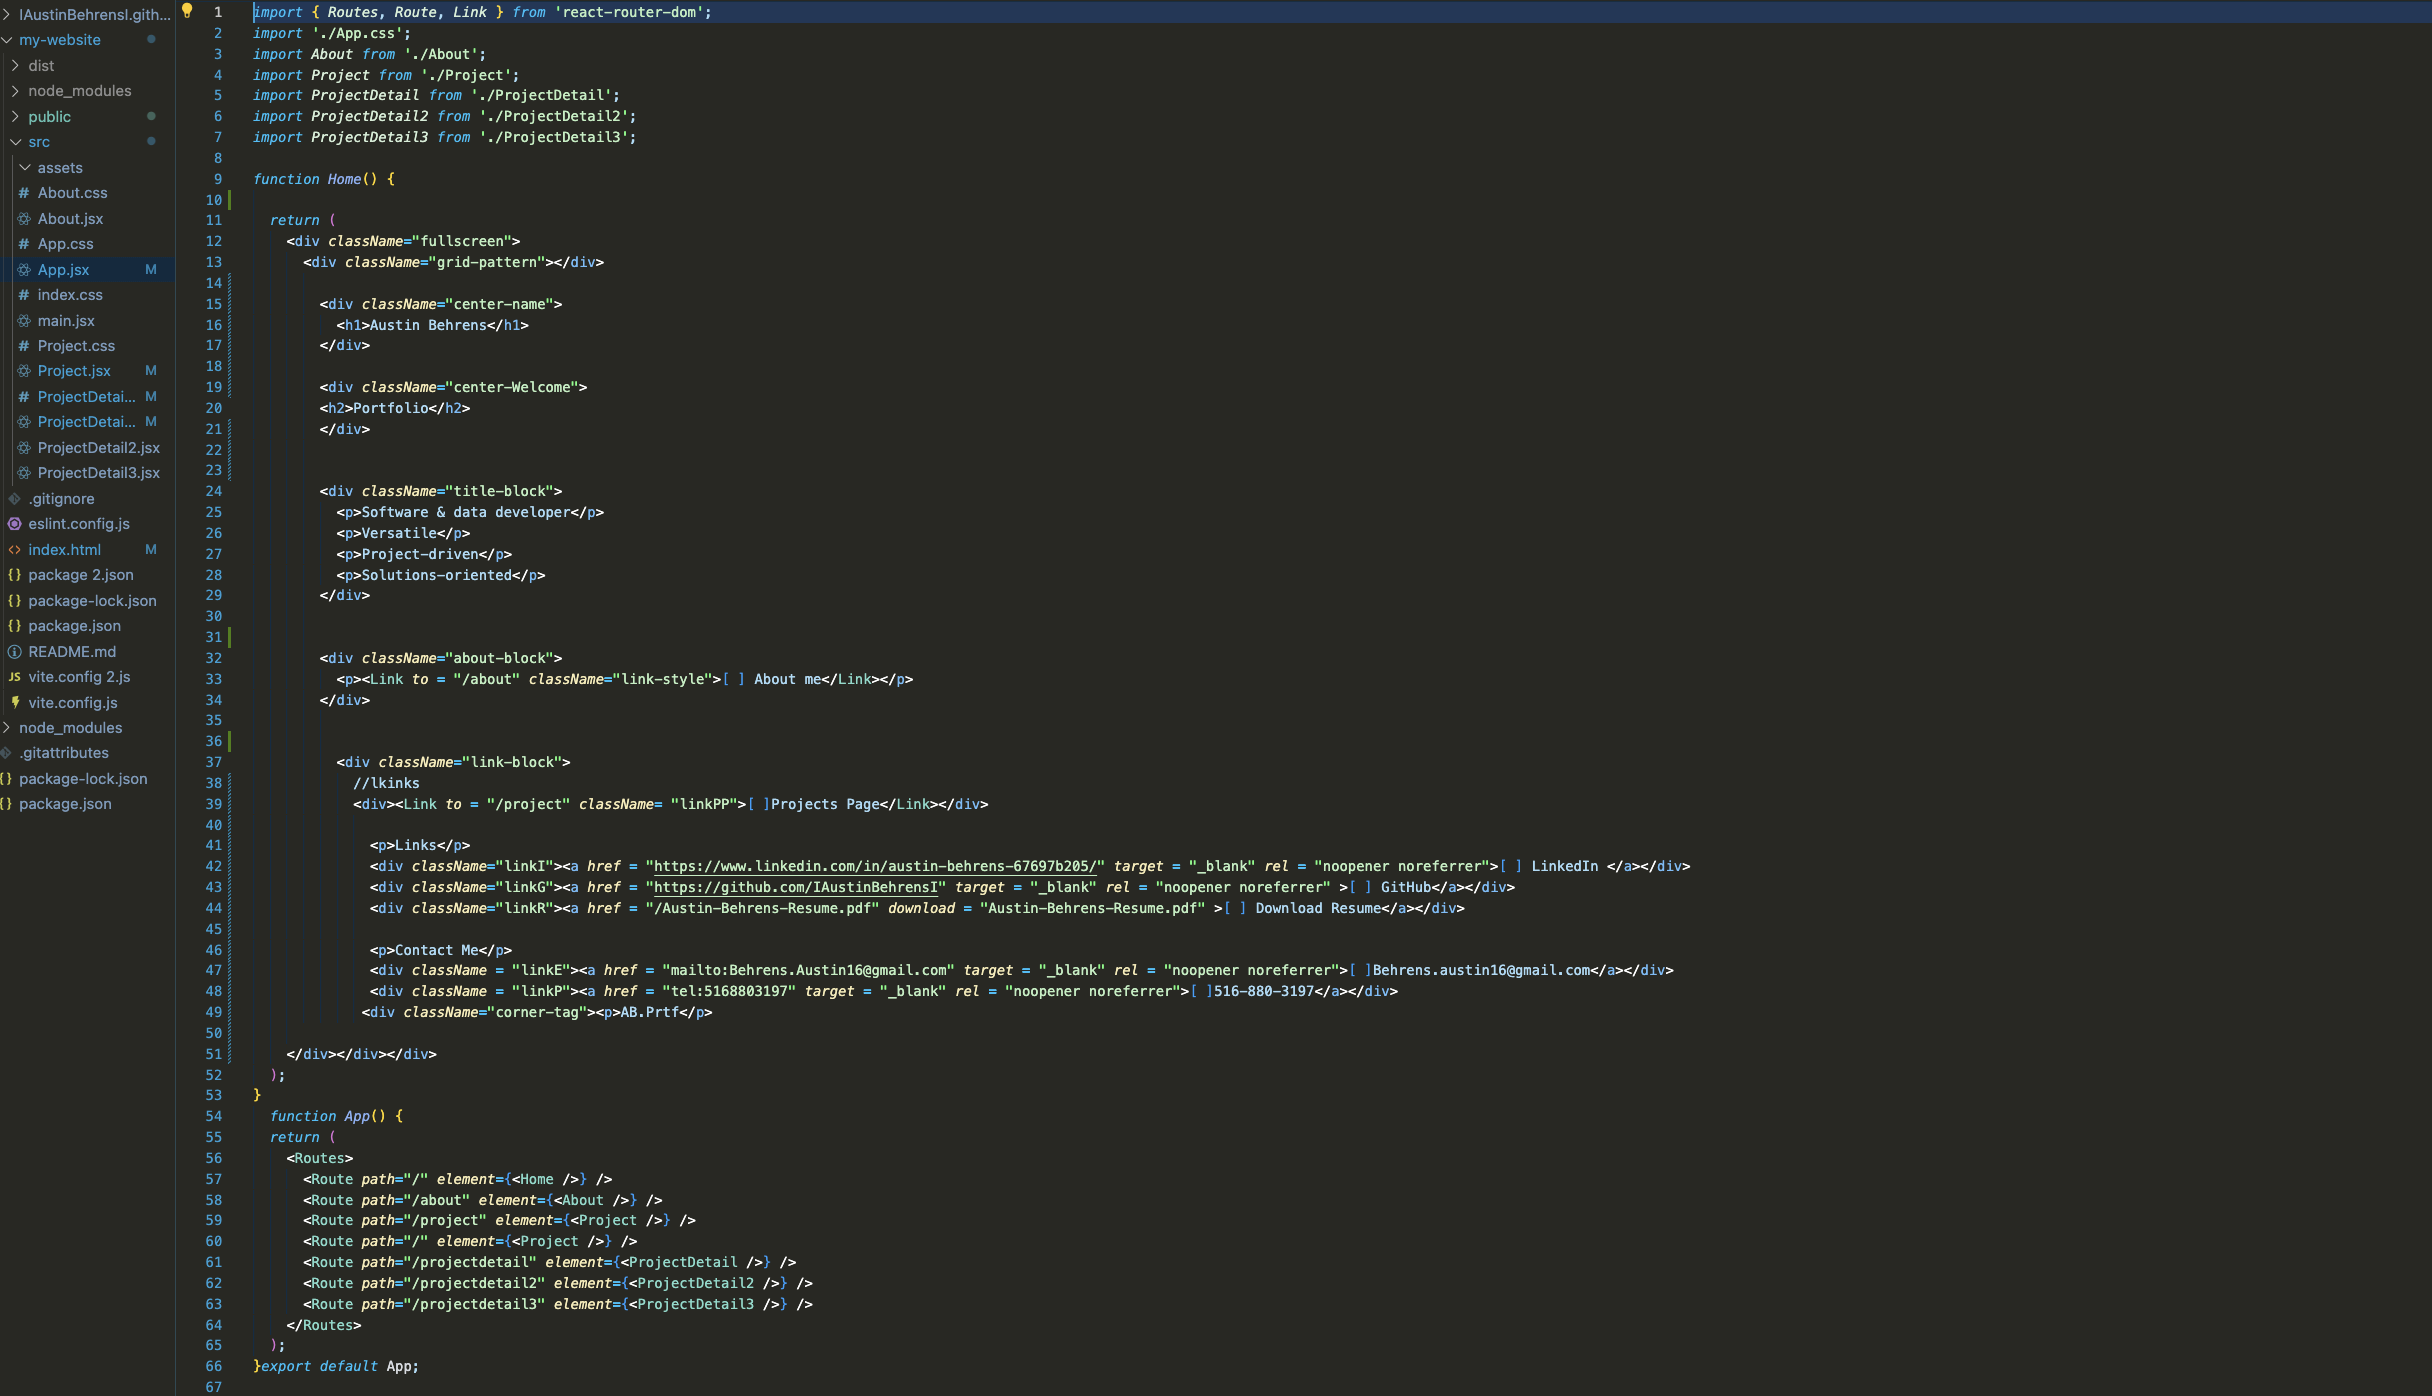 IAustinBehrensI.gith...
my-website
dist
node_modules
public
src
assets
# About.css
About.jsx
# App.css
App.jsx M
# index.css
main.jsx
# Project.css
Project.jsx M
# ProjectDetai... M
ProjectDetai... M
ProjectDetail2.jsx
ProjectDetail3.jsx
.gitignore
eslint.config.js
<> index.html M
{} package 2.json
{} package-lock.json
{} package.json
README.md
JS vite.config 2.js
vite.config.js
node_modules
.gitattributes
{} package-lock.json
{} package.json
1 import { Routes, Route, Link } from 'react-router-dom';
2 import './App.css';
3 import About from './About';
4 import Project from './Project';
5 import ProjectDetail from './ProjectDetail';
6 import ProjectDetail2 from './ProjectDetail2';
7 import ProjectDetail3 from './ProjectDetail3';
8
9 function Home() {
10
11 return (
12 <div className="fullscreen">
13 <div className="grid-pattern"></div>
14
15 <div className="center-name">
16 <h1>Austin Behrens</h1>
17 </div>
18
19 <div className="center-Welcome">
20 <h2>Portfolio</h2>
21 </div>
22
23
24 <div className="title-block">
25 <p>Software & data developer</p>
26 <p>Versatile</p>
27 <p>Project-driven</p>
28 <p>Solutions-oriented</p>
29 </div>
30
31
32 <div className="about-block">
33 <p><Link to = "/about" className="link-style">[ ] About me</Link></p>
34 </div>
35
36
37 <div className="link-block">
38 //lkinks
39 <div><Link to = "/project" className= "linkPP">[ ]Projects Page</Link></div>
40
41 <p>Links</p>
42 <div className="linkI"><a href = "https://www.linkedin.com/in/austin-behrens-67697b205/" target = "_blank" rel = "noopener noreferrer">[ ] LinkedIn </a></div>
43 <div className="linkG"><a href = "https://github.com/IAustinBehrensI" target = "_blank" rel = "noopener noreferrer" >[ ] GitHub</a></div>
44 <div className="linkR"><a href = "/Austin-Behrens-Resume.pdf" download = "Austin-Behrens-Resume.pdf" >[ ] Download Resume</a></div>
45
46 <p>Contact Me</p>
47 <div className = "linkE"><a href = "mailto:Behrens.Austin16@gmail.com" target = "_blank" rel = "noopener noreferrer">[ ]Behrens.austin16@gmail.com</a></div>
48 <div className = "linkP"><a href = "tel:5168803197" target = "_blank" rel = "noopener noreferrer">[ ]516-880-3197</a></div>
49 <div className="corner-tag"><p>AB.Prtf</p>
50
51 </div></div></div>
52 );
53 }
54 function App() {
55 return (
56 <Routes>
57 <Route path="/" element={<Home />} />
58 <Route path="/about" element={<About />} />
59 <Route path="/project" element={<Project />} />
60 <Route path="/" element={<Project />} />
61 <Route path="/projectdetail" element={<ProjectDetail />} />
62 <Route path="/projectdetail2" element={<ProjectDetail2 />} />
63 <Route path="/projectdetail3" element={<ProjectDetail3 />} />
64 </Routes>
65 );
66 }export default App;
67